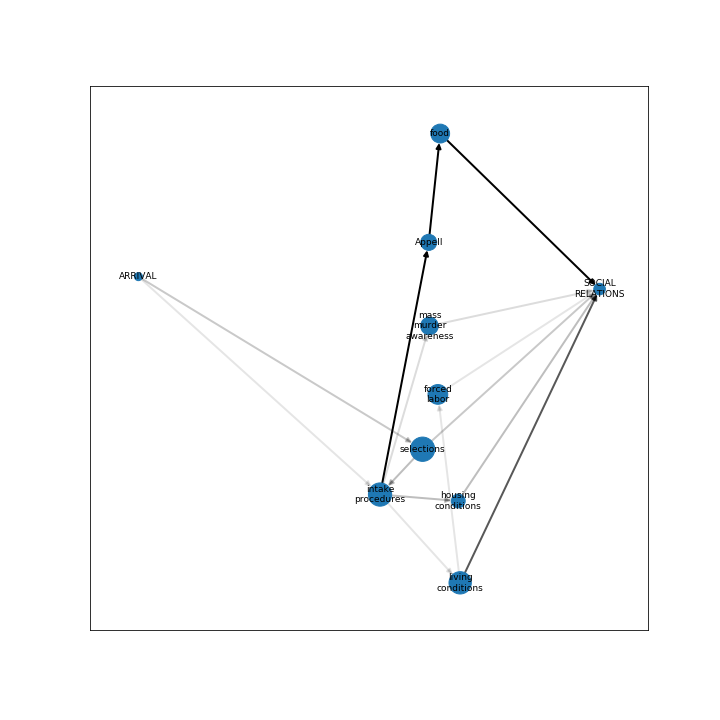 food
Appell
ARRIVAL
SOCIAL
RELATIONS
mass
murder
awareness
forced
labor
selections
intake
procedures
housing
conditions
living
conditions